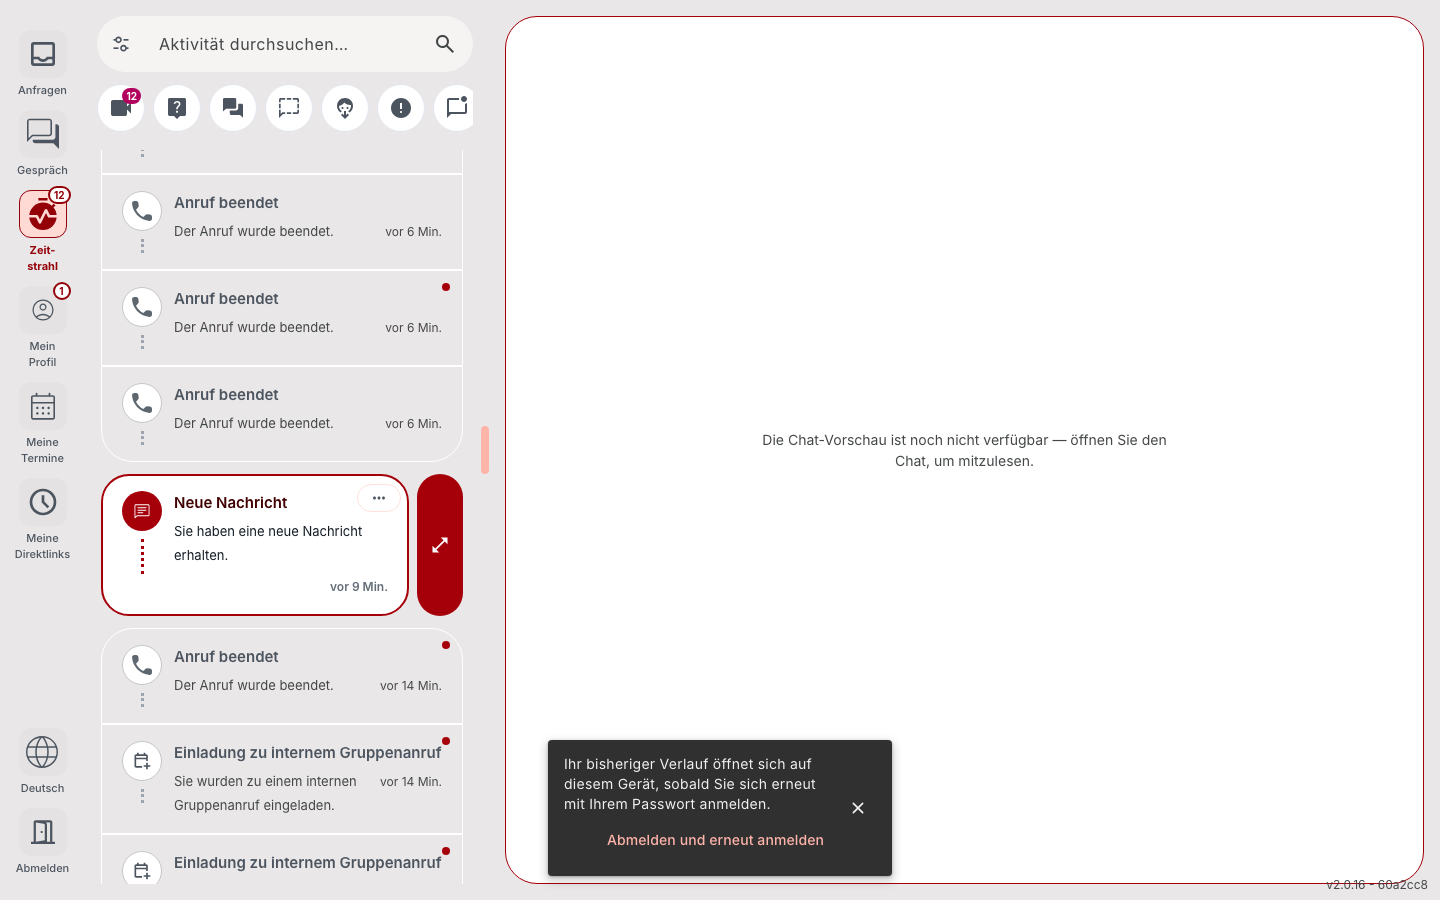 Aktivität durchsuchen...
12
Anfragen
Gespräch
12
Zeit-
strahl
1
Mein
Profil
Meine
Termine
Meine
Direktlinks
Deutsch
Abmelden
Anruf beendet
Der Anruf wurde beendet.
vor 6 Min.
Anruf beendet
Der Anruf wurde beendet.
vor 6 Min.
Anruf beendet
Der Anruf wurde beendet.
vor 6 Min.
Neue Nachricht
Sie haben eine neue Nachricht
erhalten.
vor 9 Min.
Anruf beendet
Der Anruf wurde beendet.
vor 14 Min.
Einladung zu internem Gruppenanruf
Sie wurden zu einem internen
Gruppenanruf eingeladen.
vor 14 Min.
Einladung zu internem Gruppenanruf
Die Chat-Vorschau ist noch nicht verfügbar — öffnen Sie den
Chat, um mitzulesen.
Ihr bisheriger Verlauf öffnet sich auf
diesem Gerät, sobald Sie sich erneut
mit Ihrem Passwort anmelden.
Abmelden und erneut anmelden
v2.0.16 - 60a2cc8